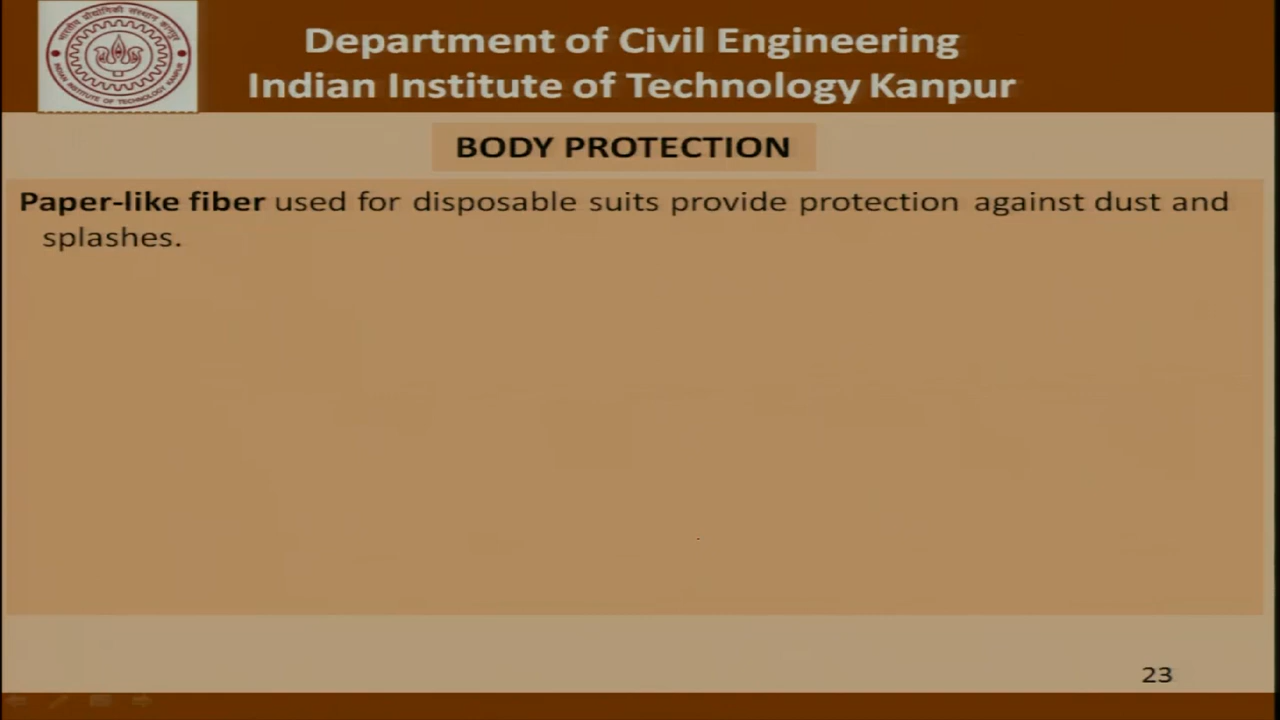 Department of Civil Engineering
Indian Institute of Technology Kanpur
BODY PROTECTION
Paper-like fiber used for disposable suits provide protection against dust and
splashes.
23